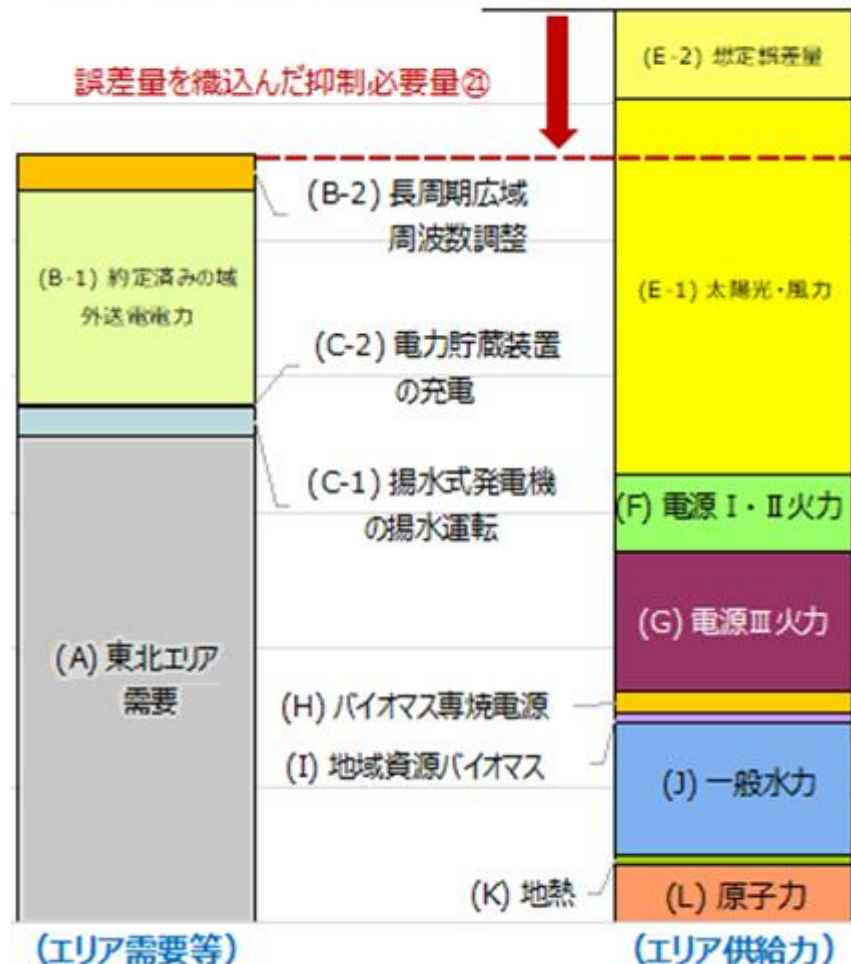 (E-2) 想定誤差量
誤差量を織込んだ抑制必要量㉑
(B-2) 長周期広域
周波数調整
(B-1) 約定済みの域
外送電電力
(E-1) 太陽光・風力
(C-2) 電力貯蔵装置
の充電
(C-1) 揚水式発電機
の揚水運転
(F) 電源Ⅰ・Ⅱ火力
(G) 電源Ⅲ火力
(A) 東北エリア
需要
(H) バイオマス専焼電源
(I) 地域資源バイオマス
(J) 一般水力
(K) 地熱
(L) 原子力
(エリア需要等)
(エリア供給力)